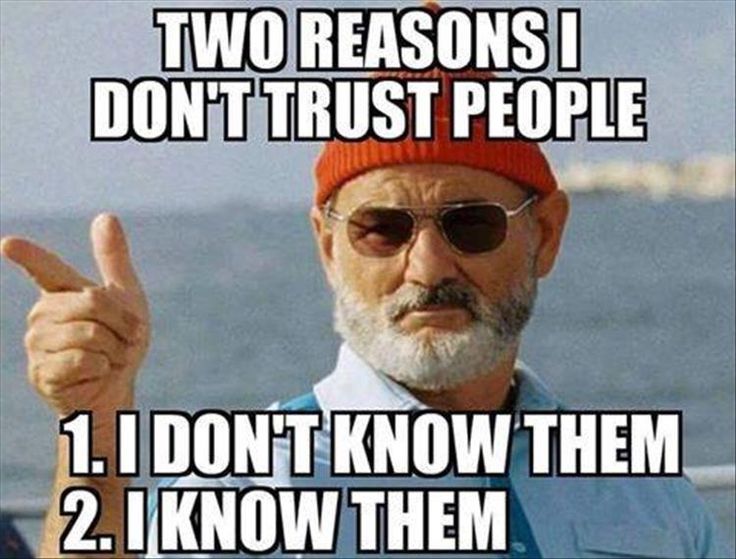 TWO REASONS I
DON'T TRUST PEOPLE
1. I DON'T KNOW THEM
2. I KNOW THEM